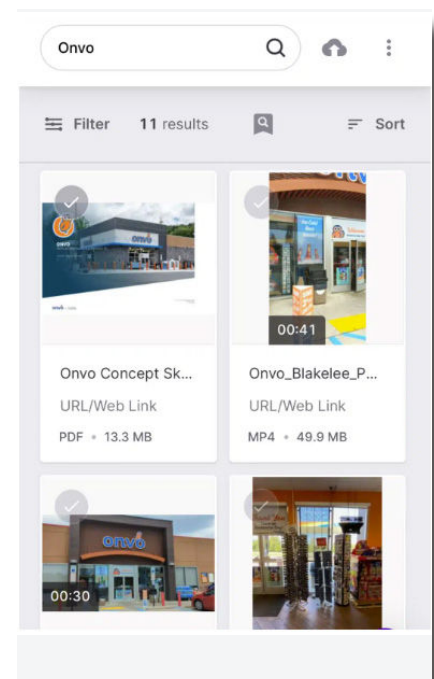 Onvo
Filter
11 results
Sort
onvo
ONVO
00:41
Onvo Concept Sk...
Onvo_Blakelee_P...
URL/Web Link
URL/Web Link
PDF • 13.3 MB
MP4 • 49.9 MB
onvo
00:30